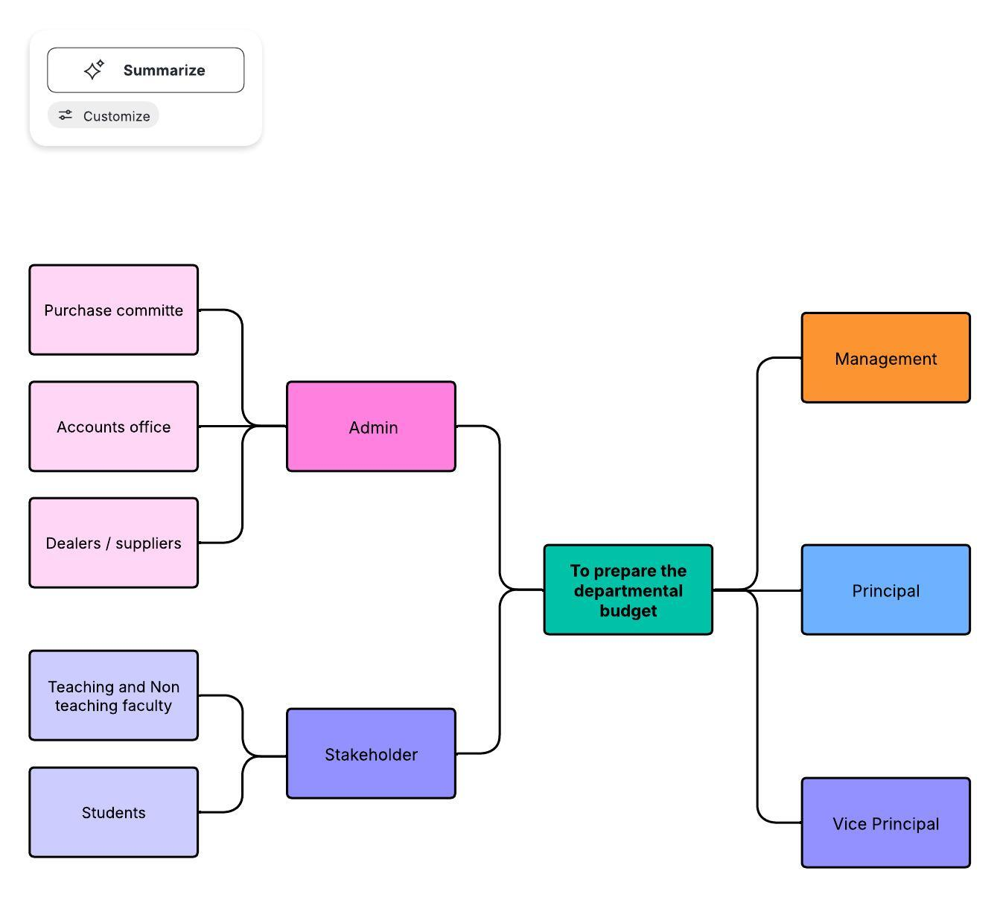 Summarize
Customize
Purchase committe
Accounts office
Dealers / suppliers
Admin
Teaching and Non
teaching faculty
Students
Stakeholder
To prepare the
departmental
budget
Management
Principal
Vice Principal